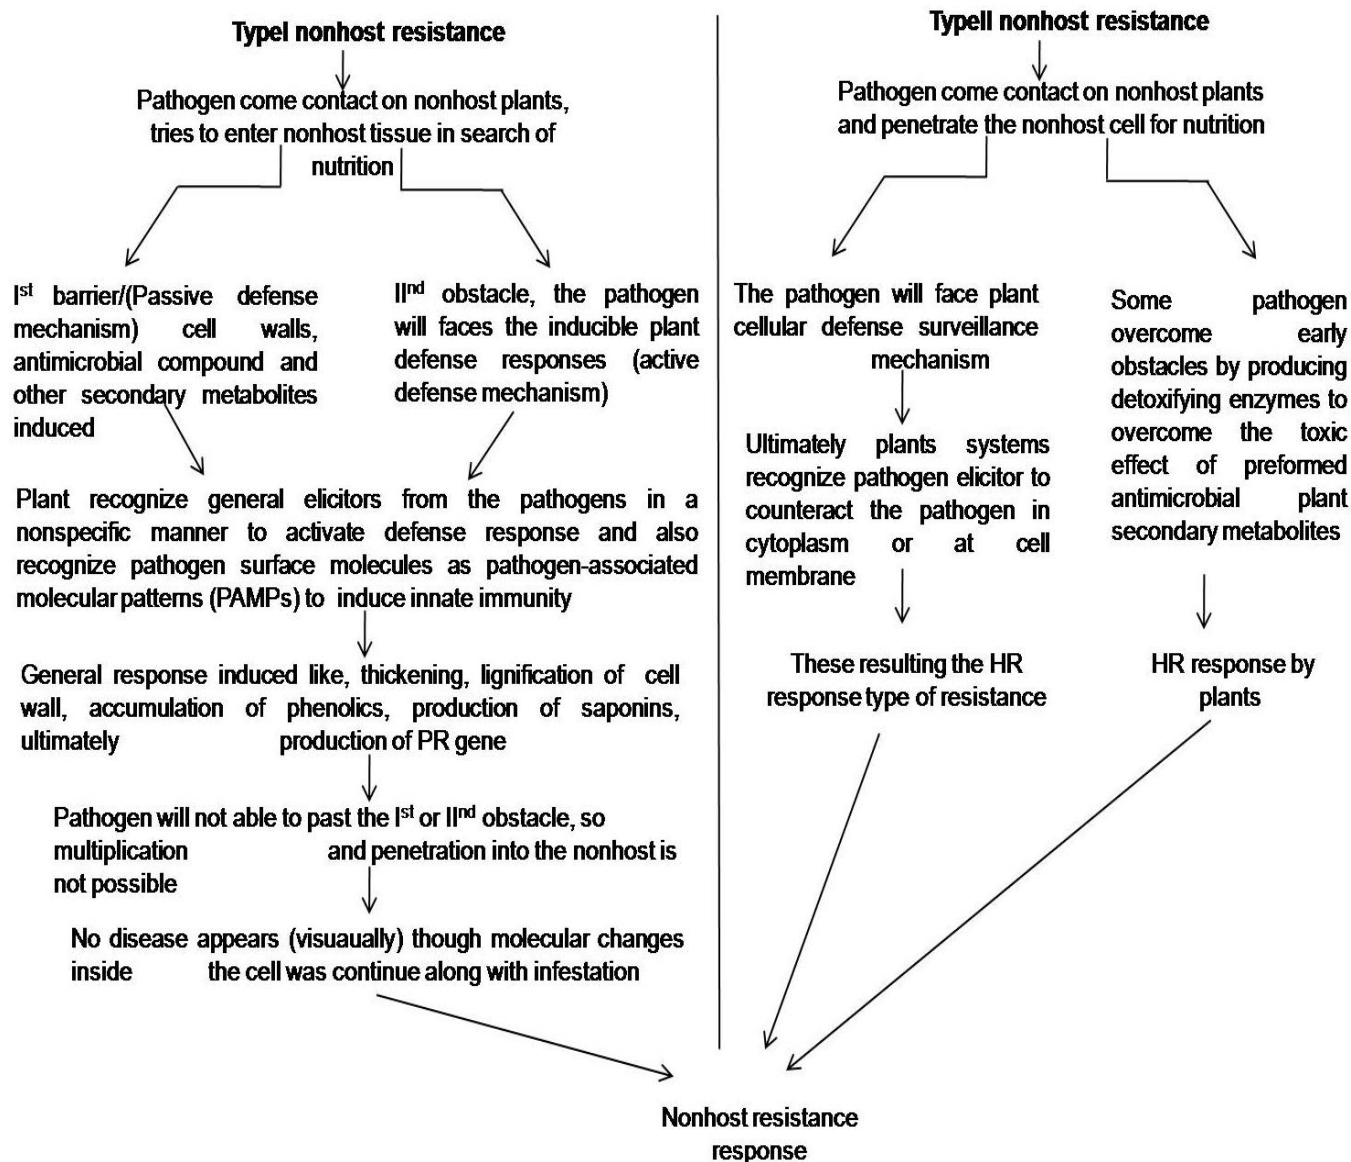 TypeI nonhost resistance
Pathogen come contact on nonhost plants,
tries to enter nonhost tissue in search of
nutrition
Ist barrier/(Passive defense
mechanism) cell walls,
antimicrobial compound and
other secondary metabolites
induced
IInd obstacle, the pathogen
will faces the inducible plant
defense responses (active
defense mechanism)
Plant recognize general elicitors from the pathogens in a
nonspecific manner to activate defense response and also
recognize pathogen surface molecules as pathogen-associated
molecular patterns (PAMPs) to induce innate immunity
General response induced like, thickening, lignification of cell
wall, accumulation of phenolics, production of saponins,
ultimately production of PR gene
Pathogen will not able to past the Ist or IInd obstacle, so
multiplication and penetration into the nonhost is
not possible
No disease appears (visuaually) though molecular changes
inside the cell was continue along with infestation
TypeII nonhost resistance
Pathogen come contact on nonhost plants
and penetrate the nonhost cell for nutrition
The pathogen will face plant
cellular defense surveillance
mechanism
Ultimately plants systems
recognize pathogen elicitor to
counteract the pathogen in
cytoplasm or at cell
membrane
These resulting the HR
response type of resistance
Some pathogen
overcome early
obstacles by producing
detoxifying enzymes to
overcome the toxic
effect of preformed
antimicrobial plant
secondary metabolites
HR response by
plants
Nonhost resistance
response